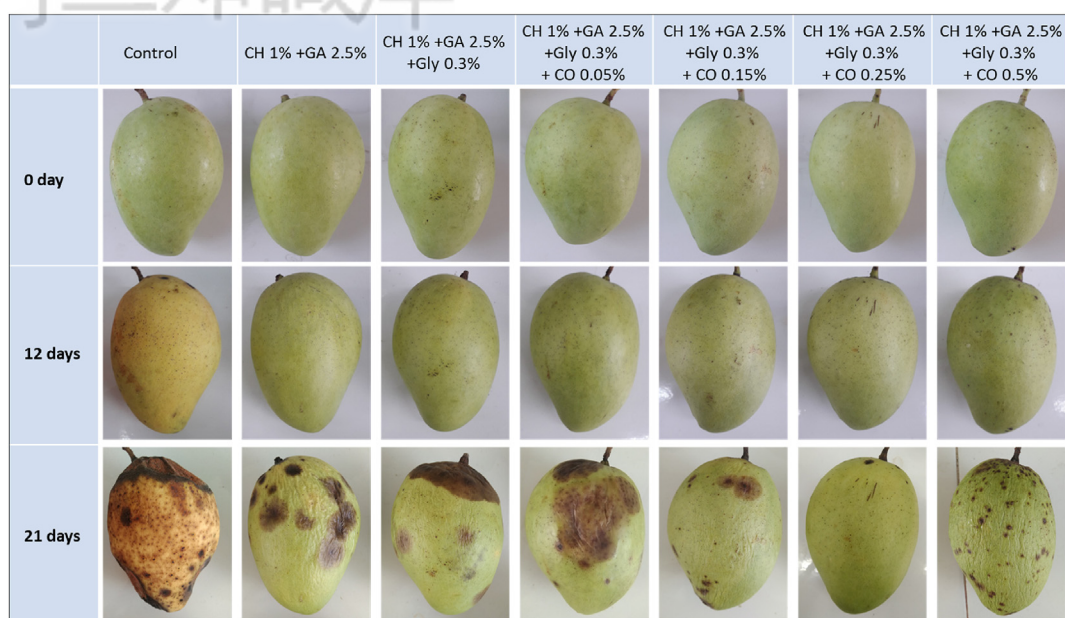 Control
CH 1% +GA 2.5%
CH 1% +GA 2.5%
+Gly 0.3%
CH 1% +GA 2.5%
+Gly 0.3%
+ CO 0.05%
CH 1% +GA 2.5%
+Gly 0.3%
+ CO 0.15%
CH 1% +GA 2.5%
+Gly 0.3%
+ CO 0.25%
CH 1% +GA 2.5%
+Gly 0.3%
+ CO 0.5%
0 day
12 days
21 days